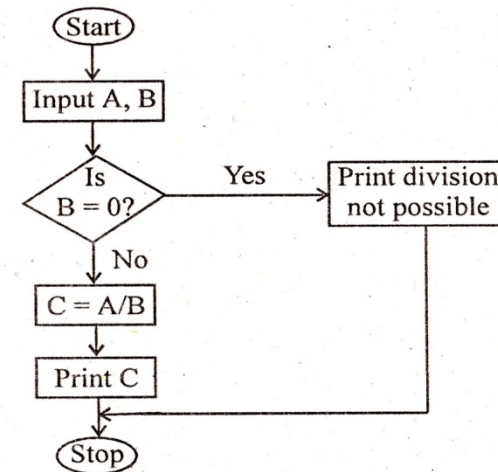 Start
Input A, B
Is
B = 0?
Yes
Print division
not possible
No
C = A/B
Print C
Stop